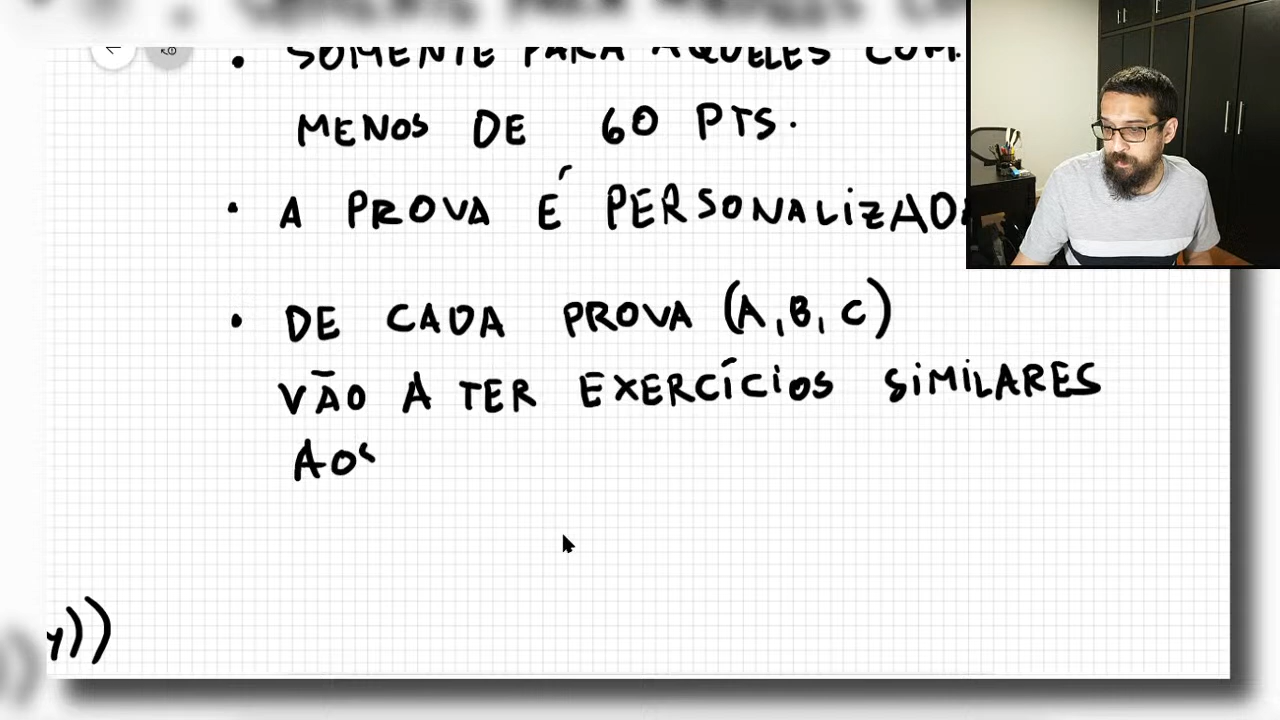 • SOMENTE PARA AQUELES COM
MENOS DE 60 PTS.
• A PROVA É PERSONALIZADA
• DE CADA PROVA (A, B, C)
VÃO A TER EXERCÍCIOS SIMILARES
AOS
y))